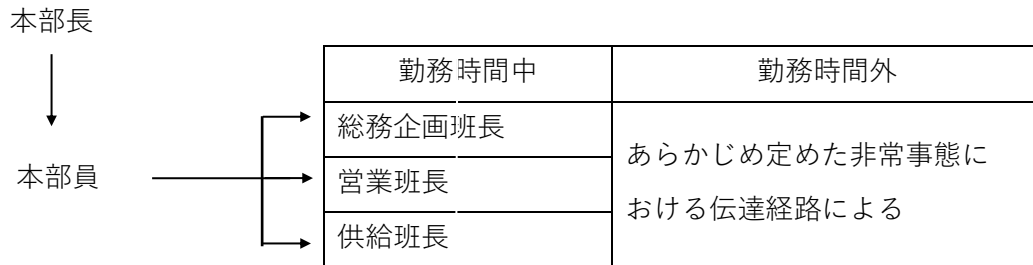 本部長
勤務時間中
勤務時間外
総務企画班長
あらかじめ定めた非常事態に
本部員
営業班長
おける伝達経路による
供給班長